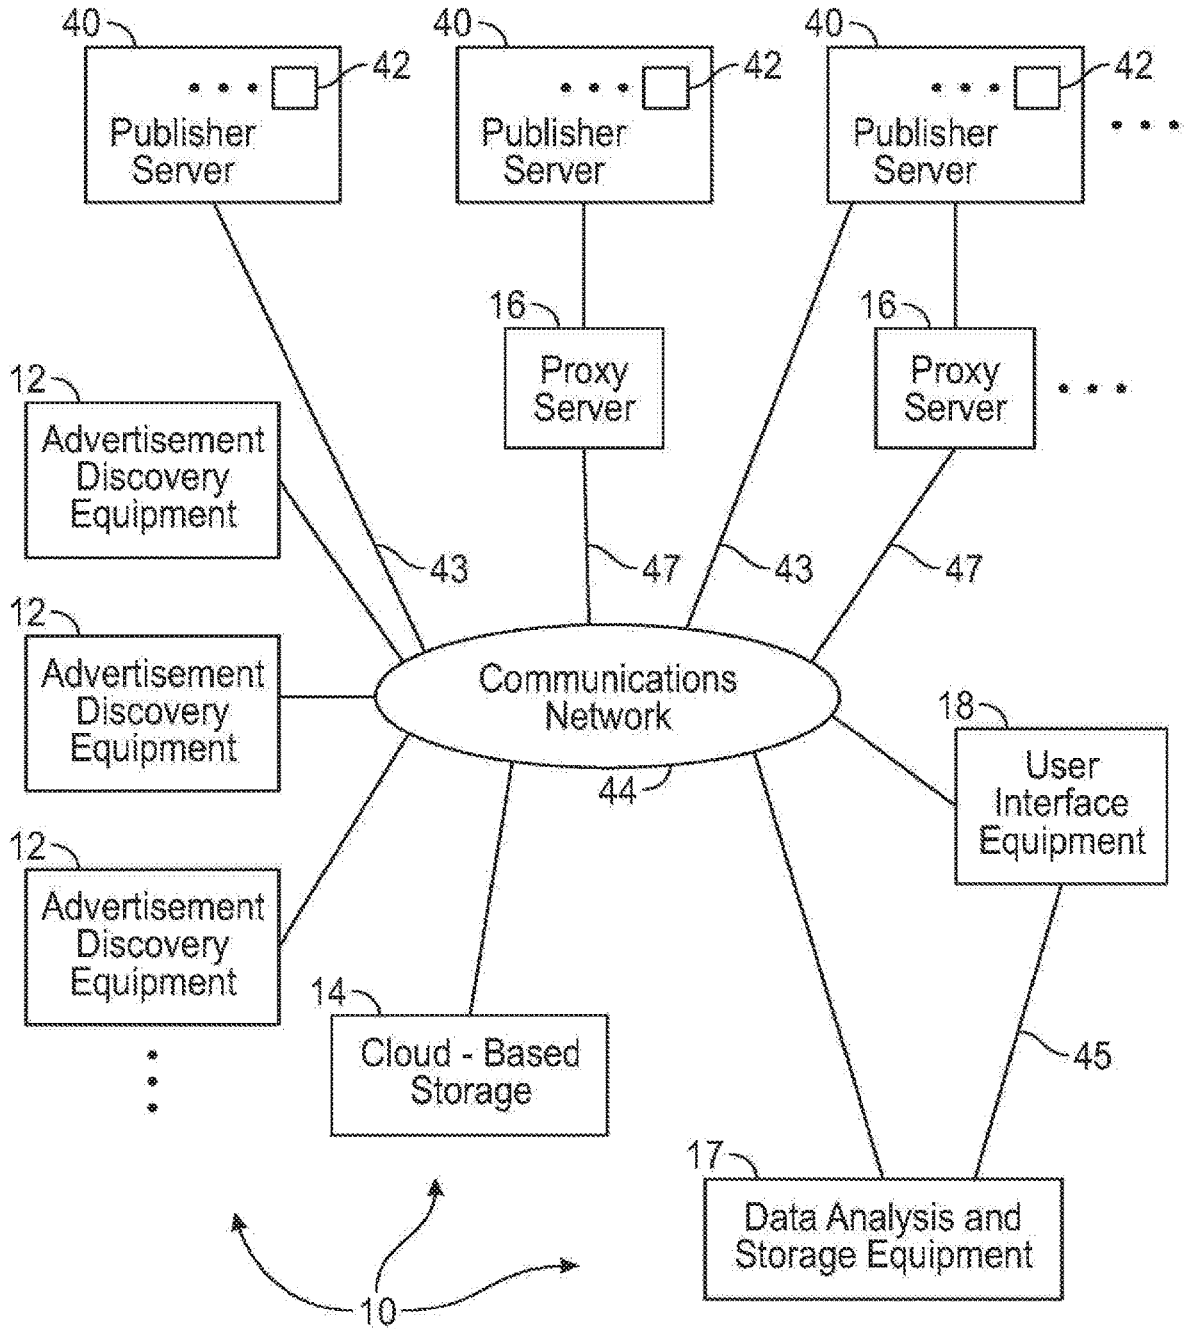 40
42
Publisher
Server
40
42
Publisher
Server
40
42
Publisher
Server
16
Proxy
Server
16
Proxy
Server
12
Advertisement
Discovery
Equipment
43
47
43
47
12
Advertisement
Discovery
Equipment
Communications
Network
44
18
User
Interface
Equipment
12
Advertisement
Discovery
Equipment
14
Cloud - Based
Storage
45
17
Data Analysis and
Storage Equipment
10